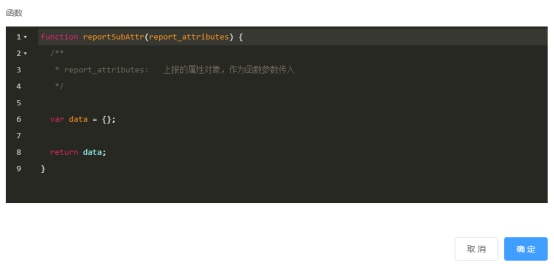 函数
1 function reportSubAttr(report_attributes) {
2 /**
3 * report_attributes: 上报的属性对象，作为函数参数传入
4 */
5
6 var data = {};
7
8 return data;
9 }
取消 确定